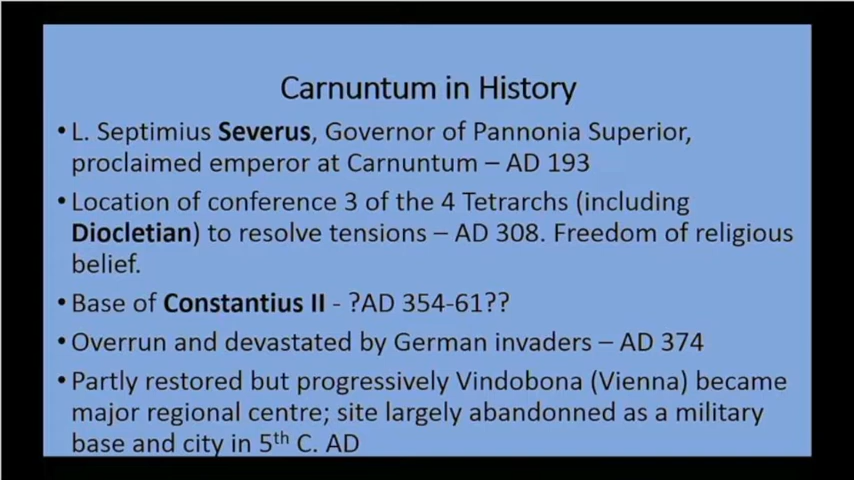 Carnuntum in History
• L. Septimius Severus, Governor of Pannonia Superior,
proclaimed emperor at Carnuntum – AD 193
• Location of conference 3 of the 4 Tetrarchs (including
Diocletian) to resolve tensions – AD 308. Freedom of religious
belief.
• Base of Constantius II - ?AD 354-61??
• Overrun and devastated by German invaders – AD 374
• Partly restored but progressively Vindobona (Vienna) became
major regional centre; site largely abandonned as a military
base and city in 5th C. AD